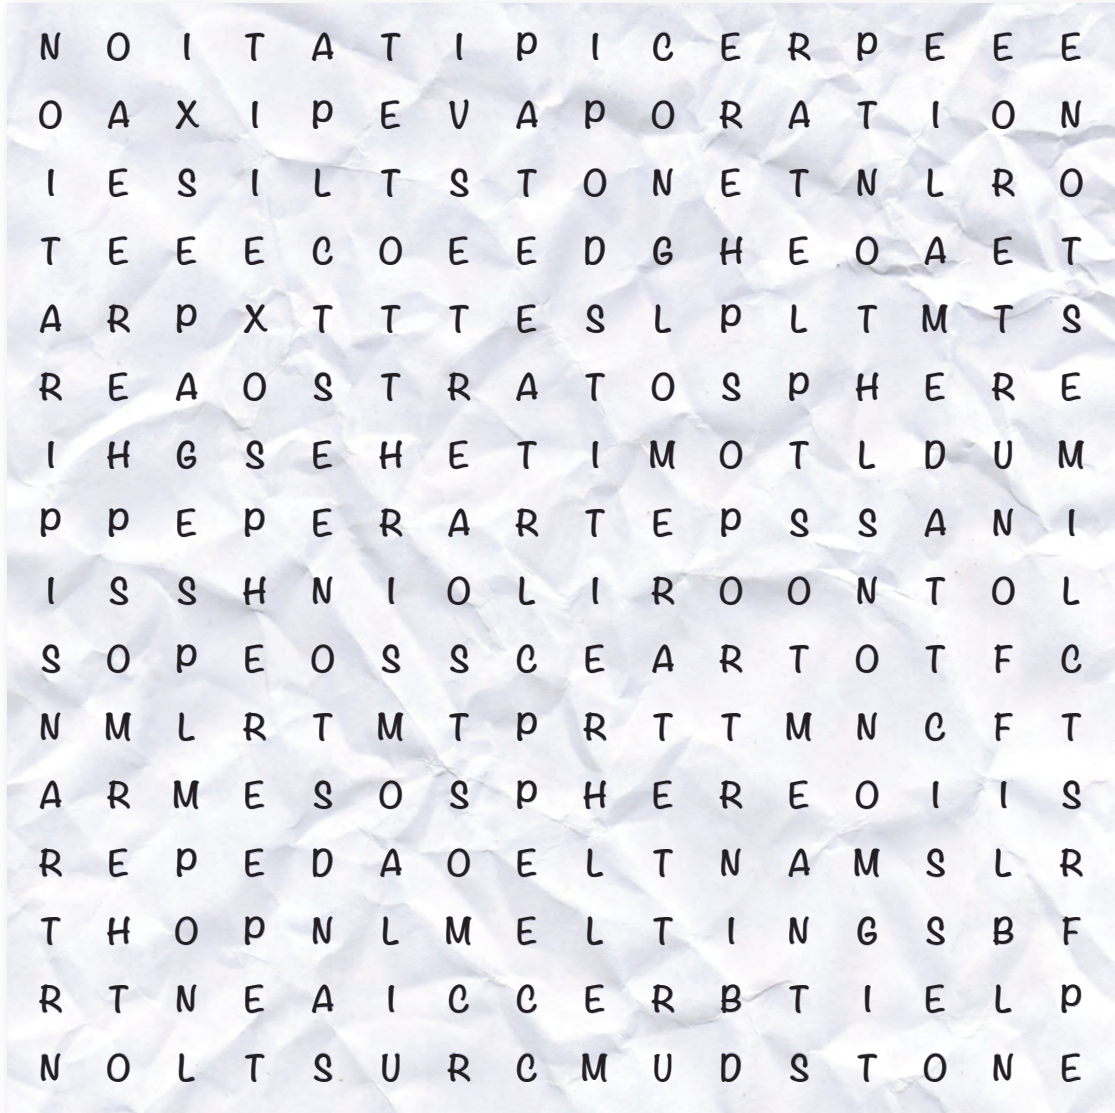 N O I T A T I P I C E R P E E E
O A X I P E V A P O R A T I O N
I E S I L T S T O N E T N L R O
T E E E C O E E D G H E O A E T
A R P X T T T E S L P L T M T S
R E A O S T R A T O S P H E R E
I H G S E H E T I M O T L D U M
P P E P E R A R T E P S S A N I
I S S H N I O L I R O O N T O L
S O P E O S S C E A R T O T F C
N M L R T M T P R T T M N C F T
A R M E S O S P H E R E O I I S
R E P E D A O E L T N A M S L R
T H O P N L M E L T I N G S B F
R T N E A I C C E R B T I E L P
N O L T S U R C M U D S T O N E